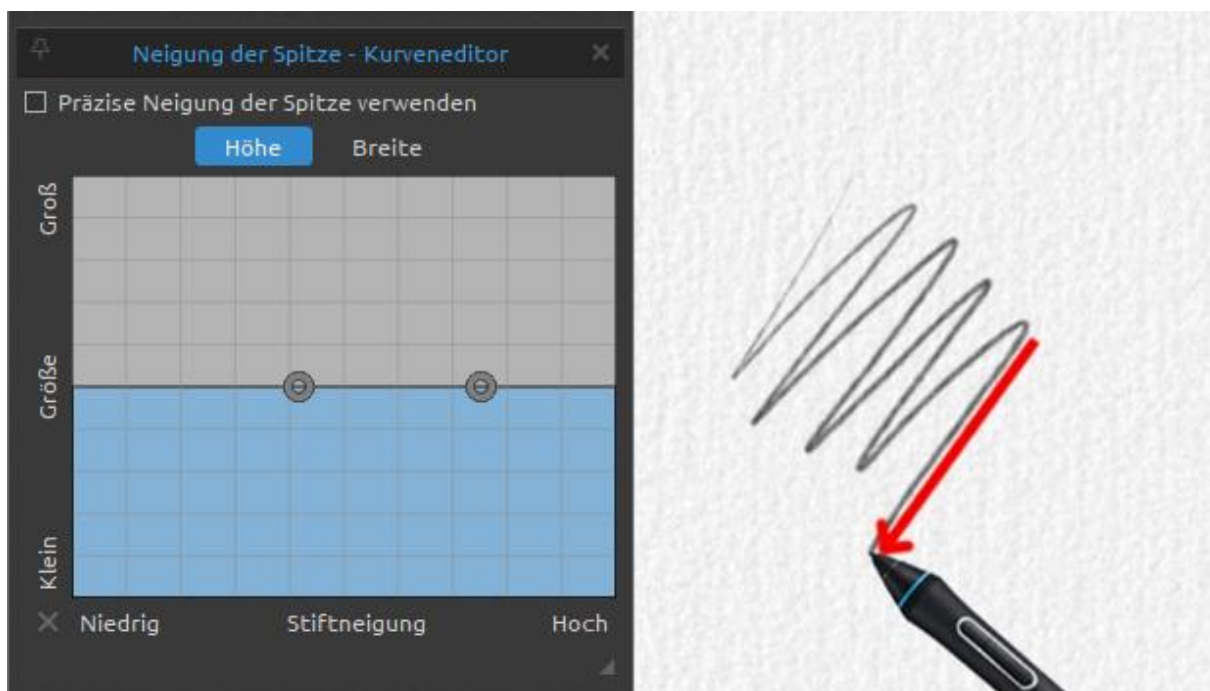 Neigung der Spitze - Kurveneditor
Präzise Neigung der Spitze verwenden
Höhe Breite
Groß
Größe
Klein
Niedrig Stiftneigung Hoch